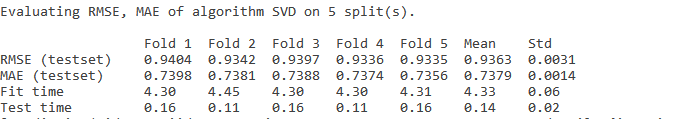 Evaluating RMSE, MAE of algorithm SVD on 5 split(s).
Fold 1 Fold 2 Fold 3 Fold 4 Fold 5 Mean Std
RMSE (testset) 0.9404 0.9342 0.9397 0.9336 0.9335 0.9363 0.0031
MAE (testset) 0.7398 0.7381 0.7388 0.7374 0.7356 0.7379 0.0014
Fit time 4.30 4.45 4.30 4.30 4.31 4.33 0.06
Test time 0.16 0.11 0.16 0.11 0.16 0.14 0.02